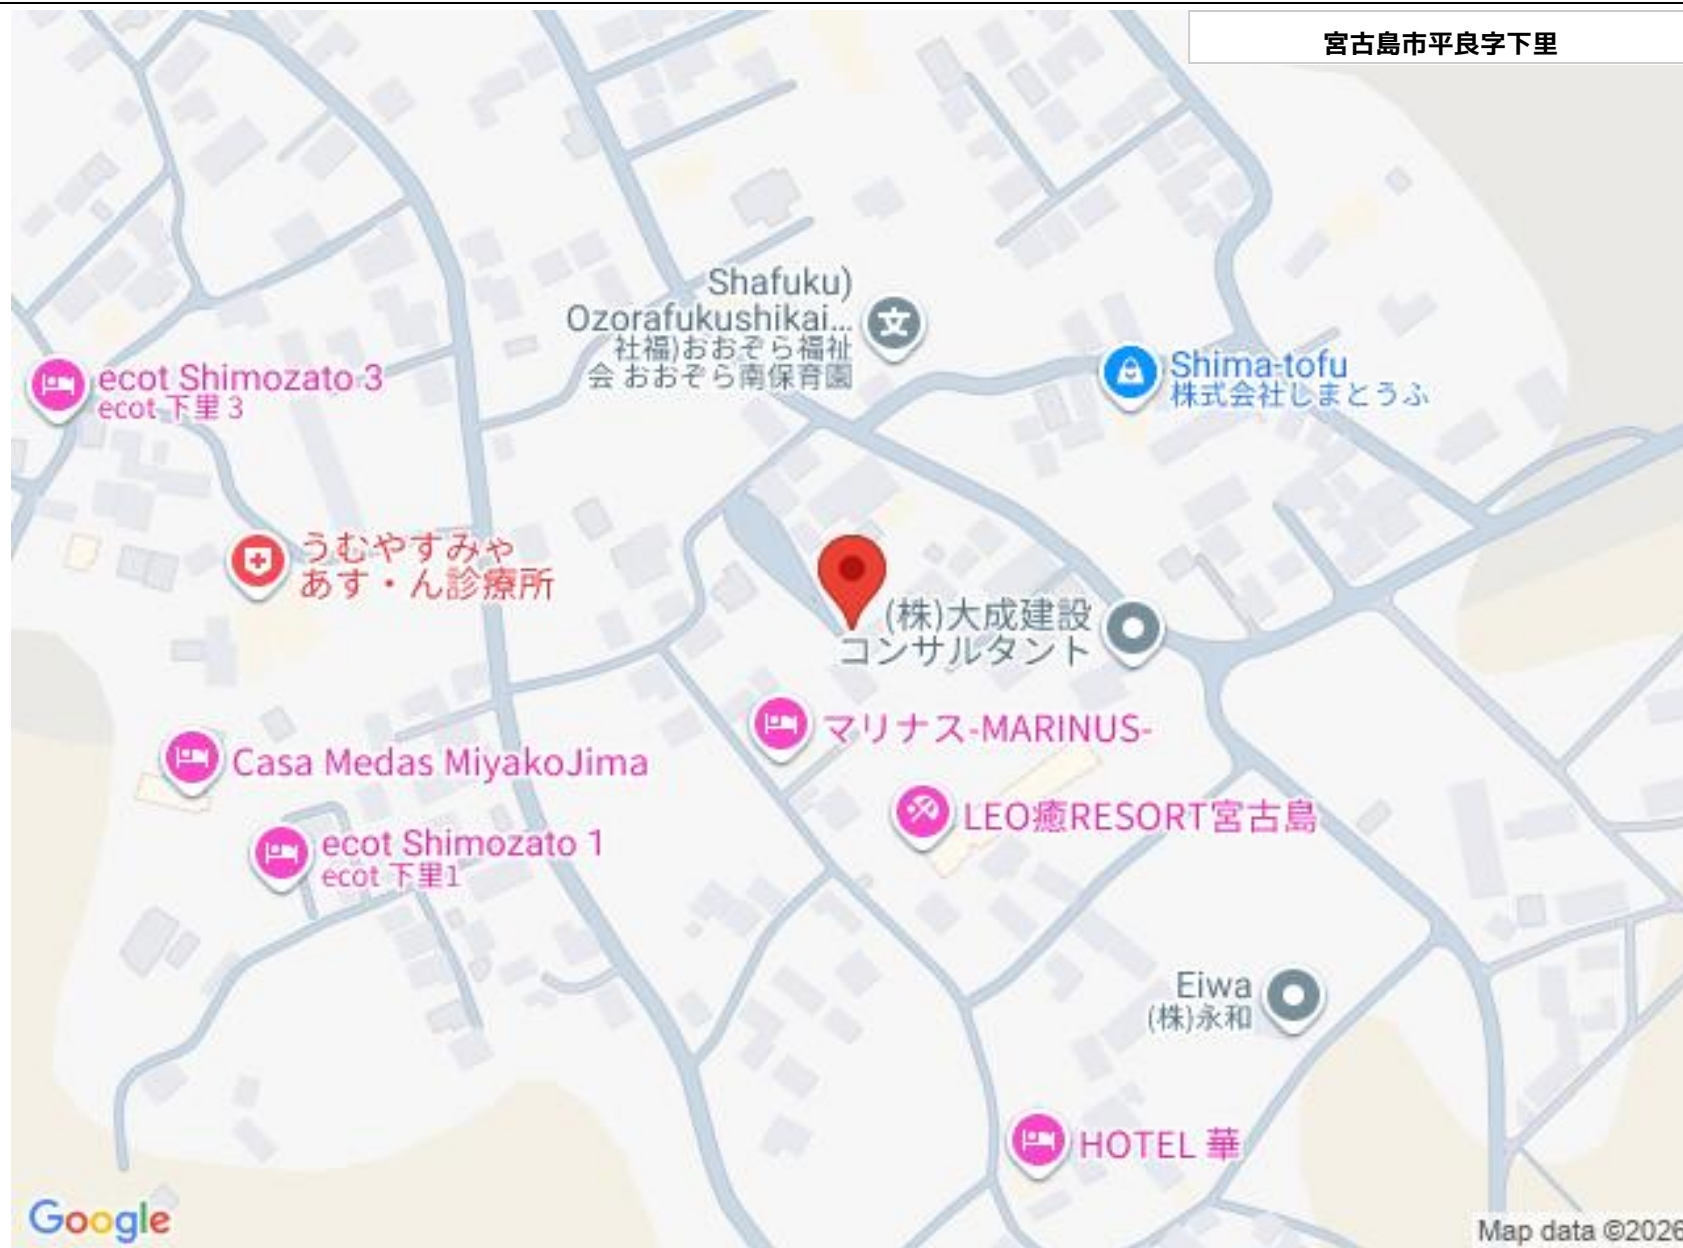 宮古島市平良字下里
Shafuku)
Ozorafukushikai...
社福)おおぞら福祉
会 おおぞら南保育園
Shima-tofu
株式会社しまとうふ
ecot Shimozato 3
ecot 下里 3
うむやすみゃ
あす・ん診療所
(株)大成建設
コンサルタント
マリナス-MARINUS-
Casa Medas MiyakoJima
LEO癒RESORT宮古島
ecot Shimozato 1
ecot 下里1
Eiwa
(株)永和
HOTEL 華
Google
Map data ©2026